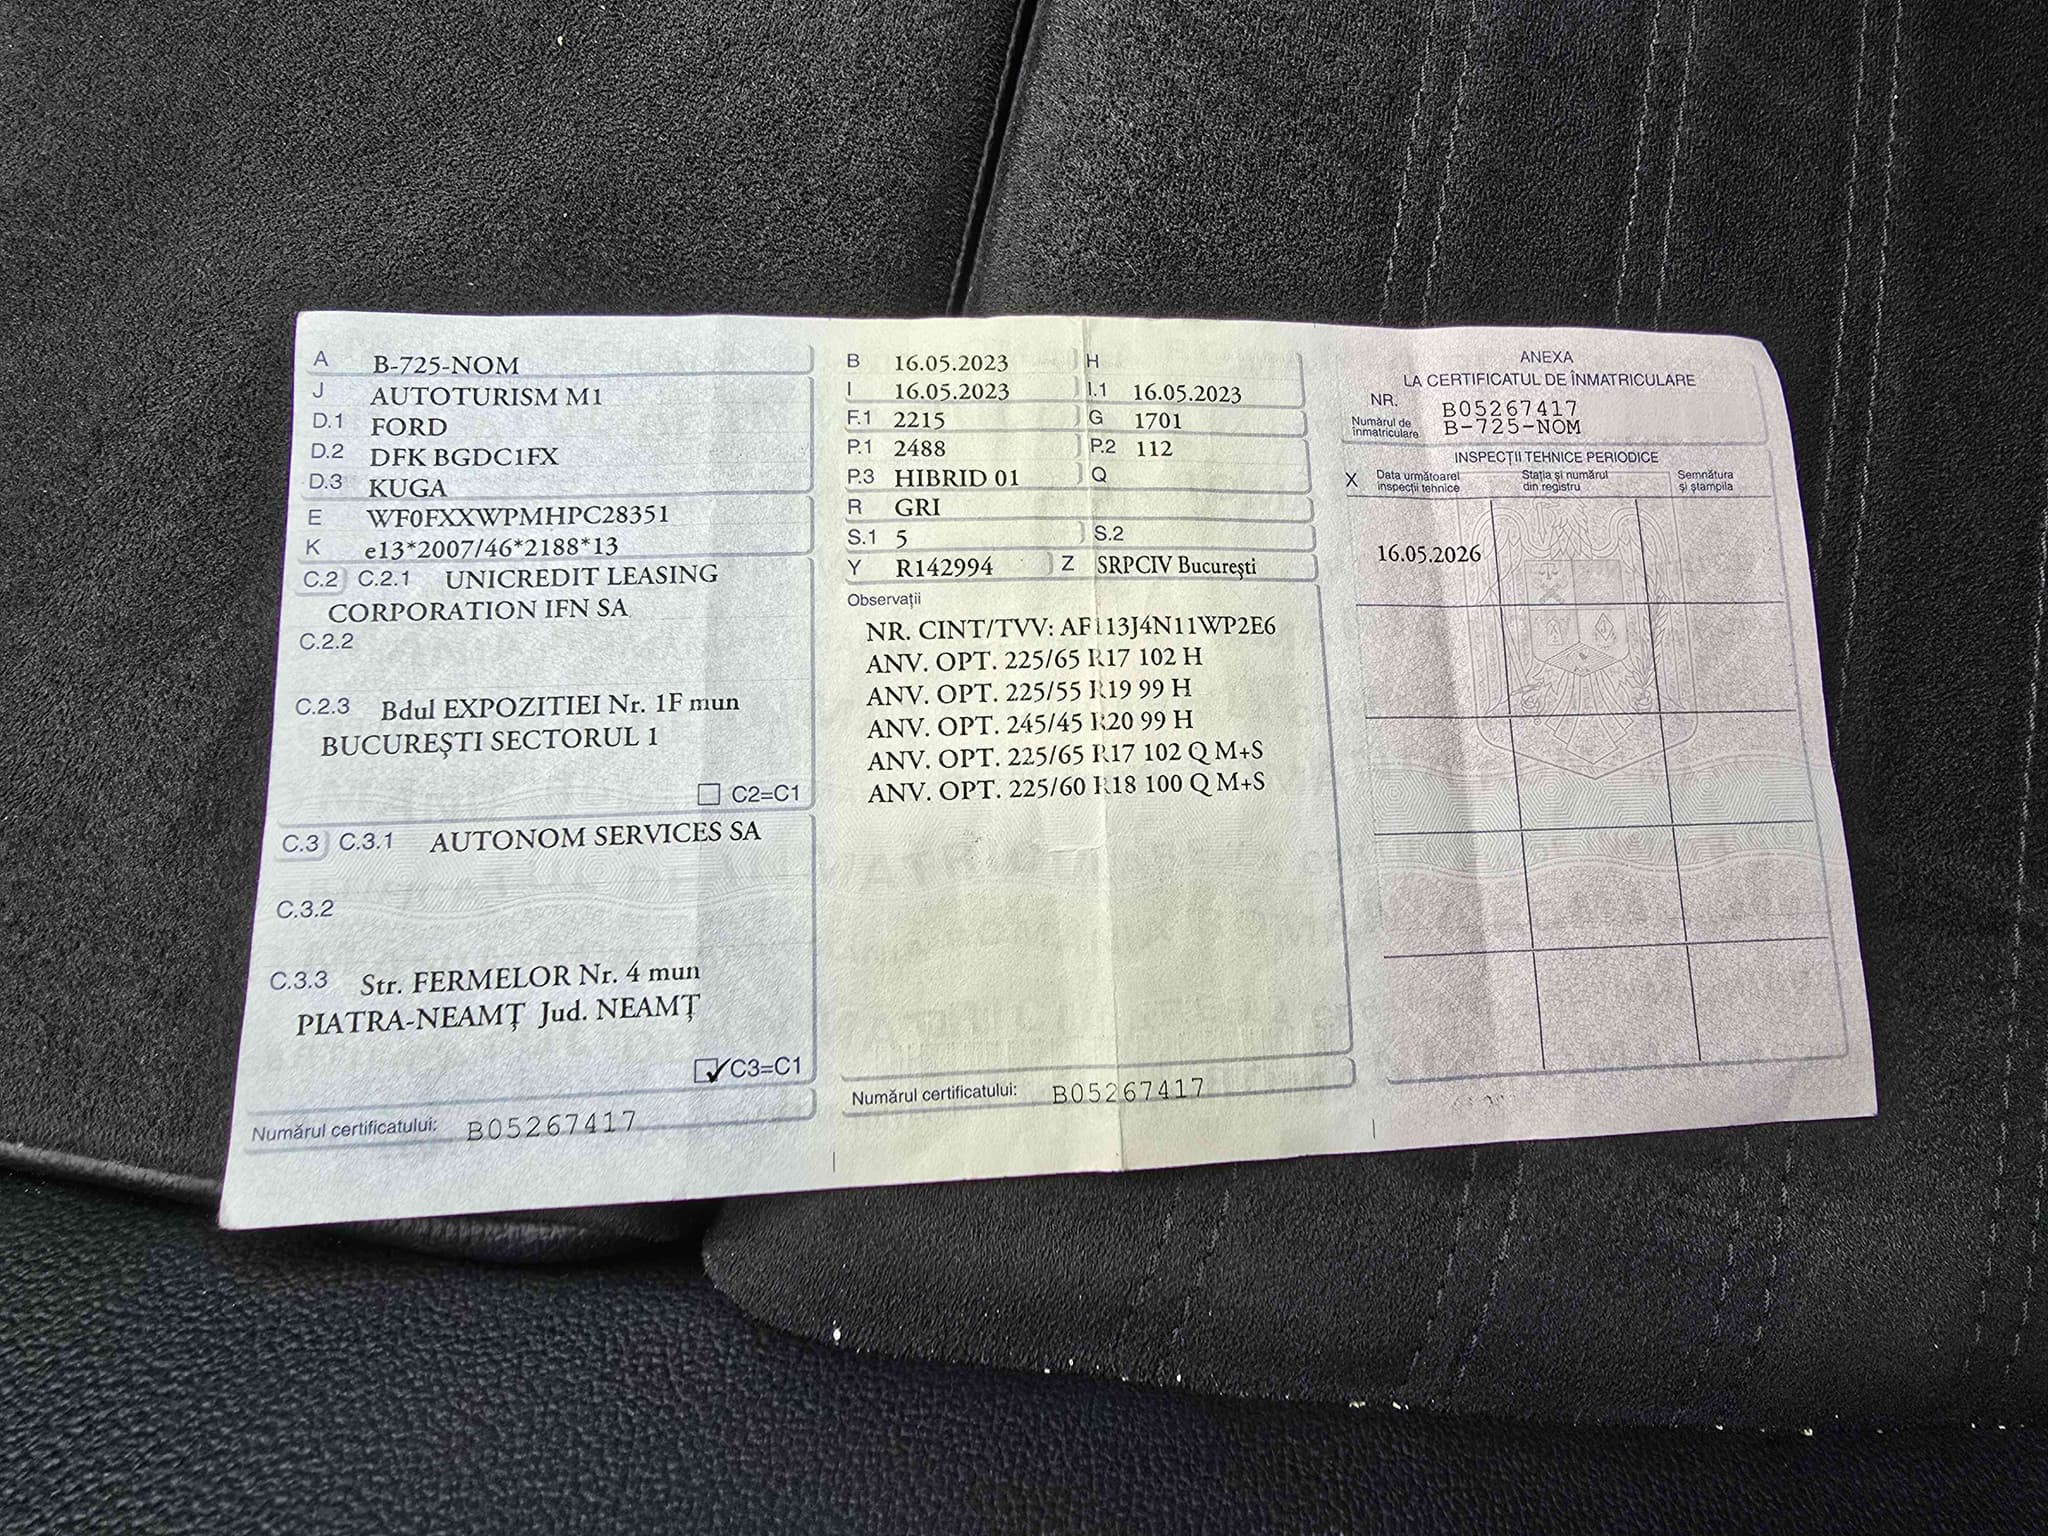 A B-725-NOM
J AUTOTURISM M1
D.1 FORD
D.2 DFK BGDC1FX
D.3 KUGA
E WF0FXXWPMHPC28351
K e13*2007/46*2188*13
C.2 C.2.1 UNICREDIT LEASING
CORPORATION IFN SA
C.2.2
C.2.3 Bdul EXPOZITIEI Nr. 1F mun
BUCUREŞTI SECTORUL 1
C2=C1
C.3 C.3.1 AUTONOM SERVICES SA
C.3.2
C.3.3 Str. FERMELOR Nr. 4 mun
PIATRA-NEAMŢ Jud. NEAMŢ
C3=C1
Numărul certificatului: B05267417
B 16.05.2023 H
I 16.05.2023 I.1 16.05.2023
F.1 2215 G 1701
P.1 2488 P.2 112
P.3 HIBRID 01 Q
R GRI
S.1 5 S.2
Y R142994 Z SRPCIV Bucureşti
Observaţii
NR. CINT/TVV: AF113J4N11WP2E6
ANV. OPT. 225/65 R17 102 H
ANV. OPT. 225/55 R19 99 H
ANV. OPT. 245/45 R20 99 H
ANV. OPT. 225/65 R17 102 Q M+S
ANV. OPT. 225/60 R18 100 Q M+S
Numărul certificatului: B05267417
ANEXA
LA CERTIFICATUL DE ÎNMATRICULARE
NR. B05267417
Numărul de înmatriculare B-725-NOM
INSPECŢII TEHNICE PERIODICE
X Data următoarei inspecţii tehnice Staţia şi numărul din registru Semnătura şi ştampila
16.05.2026